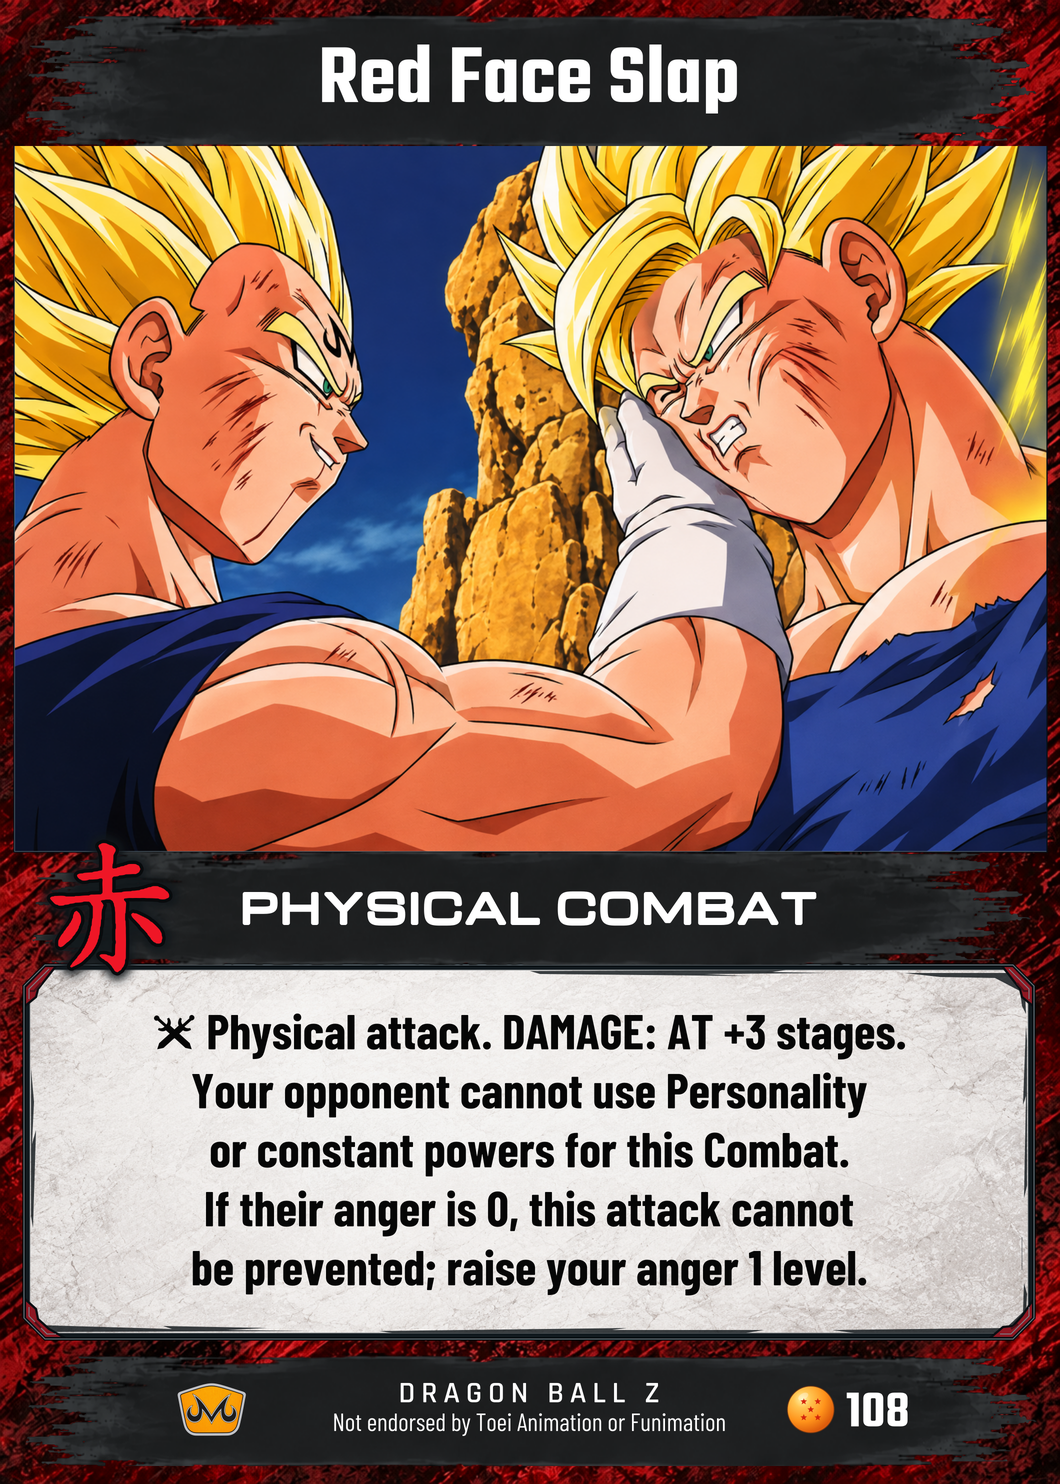 Red Face Slap
赤
PHYSICAL COMBAT
Physical attack. DAMAGE: AT +3 stages.
Your opponent cannot use Personality
or constant powers for this Combat.
If their anger is 0, this attack cannot
be prevented; raise your anger 1 level.
DRAGON BALL Z
Not endorsed by Toei Animation or Funimation
108